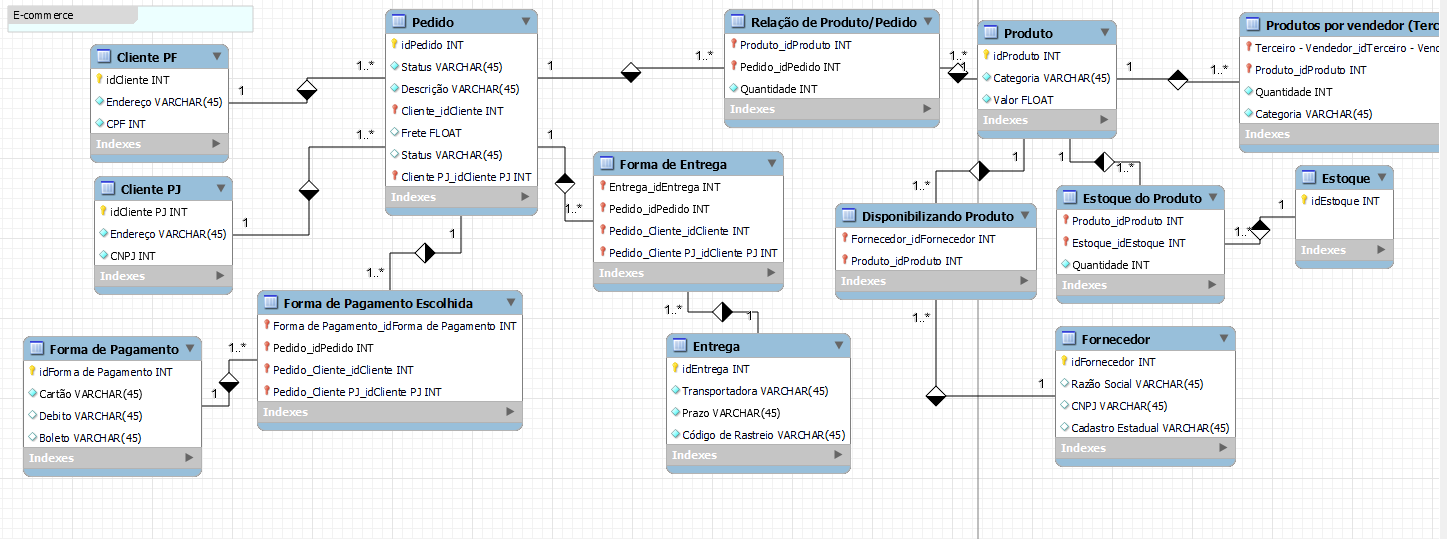 E-commerce
Cliente PF
idCliente INT
Endereço VARCHAR(45)
CPF INT
Indexes
1
1..*
Cliente PJ
idCliente PJ INT
Endereço VARCHAR(45)
CNPJ INT
Indexes
1
1..*
Pedido
idPedido INT
Status VARCHAR(45)
Descrição VARCHAR(45)
Cliente_idCliente INT
Frete FLOAT
Status VARCHAR(45)
Cliente PJ_idCliente PJ INT
Indexes
1
1..*
1
1..*
1
1..*
Relação de Produto/Pedido
Produto_idProduto INT
Pedido_idPedido INT
Quantidade INT
Indexes
1..*
1
Produto
idProduto INT
Categoria VARCHAR(45)
Valor FLOAT
Indexes
1
1..*
1
1..*
1
1..*
Produtos por vendedor (Terc
Terceiro - Vendedor_idTerceiro - Vend
Produto_idProduto INT
Quantidade INT
Categoria VARCHAR(45)
Indexes
Forma de Entrega
Entrega_idEntrega INT
Pedido_idPedido INT
Pedido_Cliente_idCliente INT
Pedido_Cliente PJ_idCliente PJ INT
Indexes
1..*
1
Disponibilizando Produto
Fornecedor_idFornecedor INT
Produto_idProduto INT
Indexes
1..*
1
Estoque do Produto
Produto_idProduto INT
Estoque_idEstoque INT
Quantidade INT
Indexes
1..*
1
Estoque
idEstoque INT
Indexes
Forma de Pagamento Escolhida
Forma de Pagamento_idForma de Pagamento INT
Pedido_idPedido INT
Pedido_Cliente_idCliente INT
Pedido_Cliente PJ_idCliente PJ INT
Indexes
1..*
1
Forma de Pagamento
idForma de Pagamento INT
Cartão VARCHAR(45)
Debito VARCHAR(45)
Boleto VARCHAR(45)
Indexes
Entrega
idEntrega INT
Transportadora VARCHAR(45)
Prazo VARCHAR(45)
Código de Rastreio VARCHAR(45)
Indexes
Fornecedor
idFornecedor INT
Razão Social VARCHAR(45)
CNPJ VARCHAR(45)
Cadastro Estadual VARCHAR(45)
Indexes